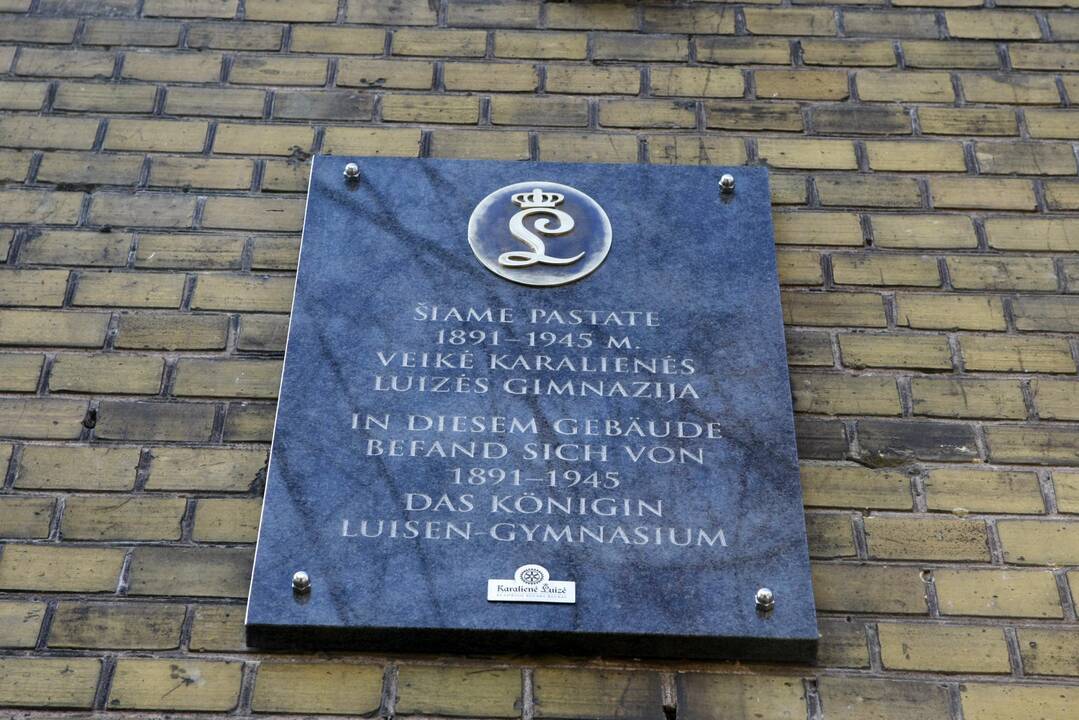 L
ŠIAME PASTATE
1891–1945 M.
VEIKĖ KARALIENĖS
LUIZĖS GIMNAZIJA
IN DIESEM GEBÄUDE
BEFAND SICH VON
1891–1945
DAS KÖNIGIN
LUISEN-GYMNASIUM
Karalienė Luizė